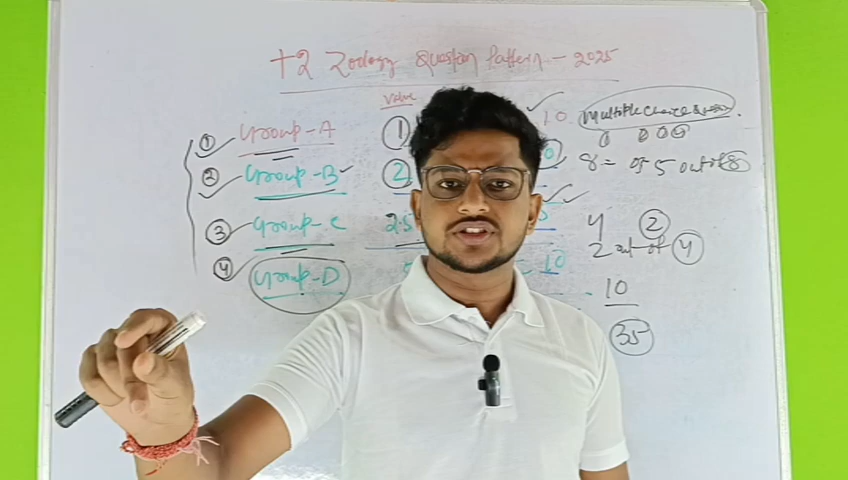 +2 Zoology Question Pattern - 2025
Value
① Group-A ① 10 Multiple Choice
② Group-B 2 8 = of 5 out of 8
③ Group-C 2.5 4 ②
2 out of ④
④ Group-D 10 10
35